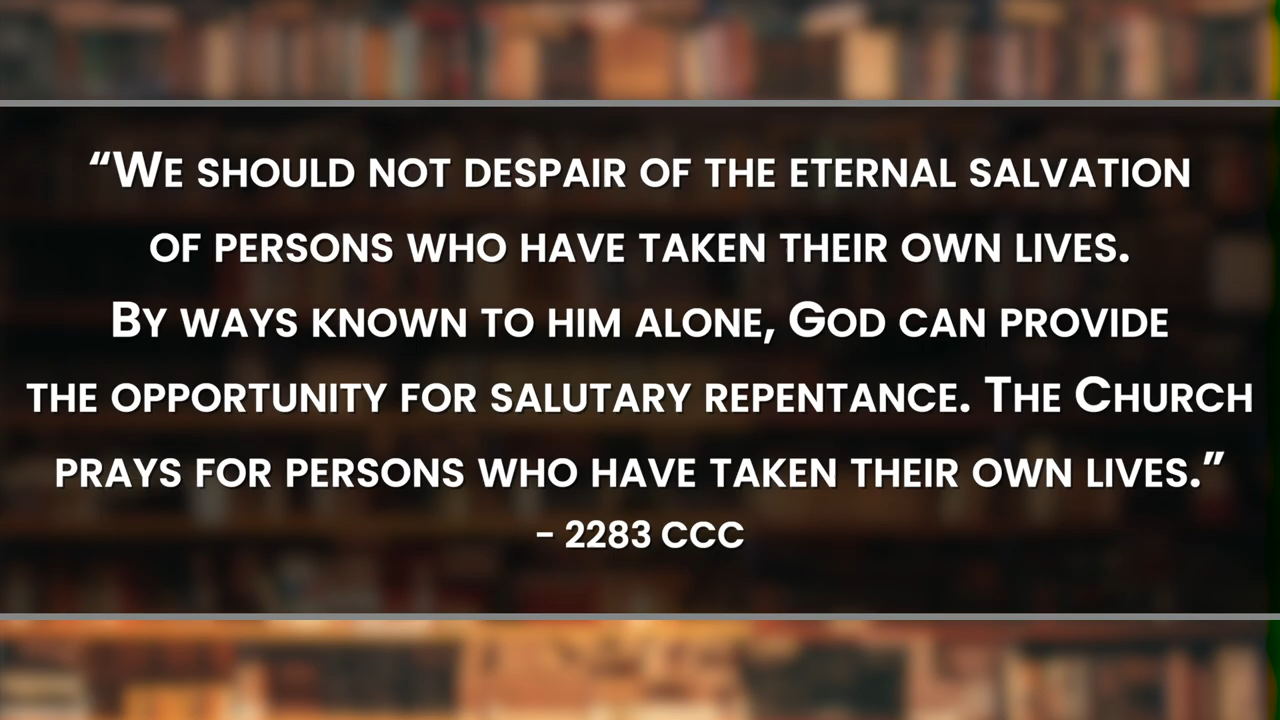 “We should not despair of the eternal salvation
of persons who have taken their own lives.
By ways known to him alone, God can provide
the opportunity for salutary repentance. The Church
prays for persons who have taken their own lives.”
- 2283 CCC